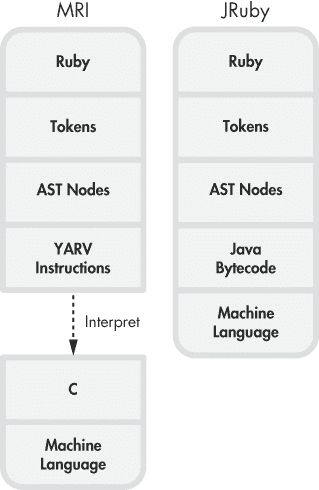 MRI
Ruby
Tokens
AST Nodes
YARV
Instructions
Interpret
C
Machine
Language
JRuby
Ruby
Tokens
AST Nodes
Java
Bytecode
Machine
Language